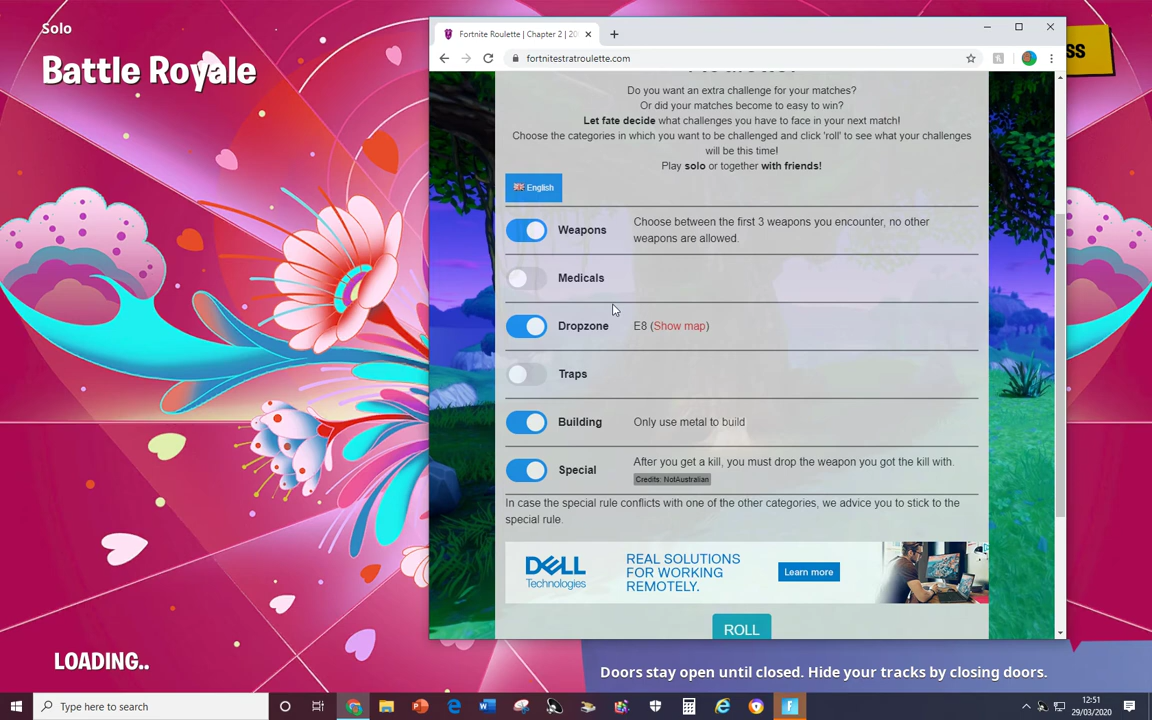 Solo
Battle Royale
SS
Fortnite Roulette | Chapter 2 | 20
fortnitestratroulette.com
Do you want an extra challenge for your matches?
Or did your matches become to easy to win?
Let fate decide what challenges you have to face in your next match!
Choose the categories in which you want to be challenged and click 'roll' to see what your challenges
will be this time!
Play solo or together with friends!
English
Weapons
Choose between the first 3 weapons you encounter, no other
weapons are allowed.
Medicals
Dropzone
E8 (Show map)
Traps
Building
Only use metal to build
Special
After you get a kill, you must drop the weapon you got the kill with.
Credits: NotAustralian
In case the special rule conflicts with one of the other categories, we advice you to stick to the
special rule.
DELL
Technologies
REAL SOLUTIONS
FOR WORKING
REMOTELY.
Learn more
ROLL
LOADING..
Doors stay open until closed. Hide your tracks by closing doors.
Type here to search
12:51
29/03/2020